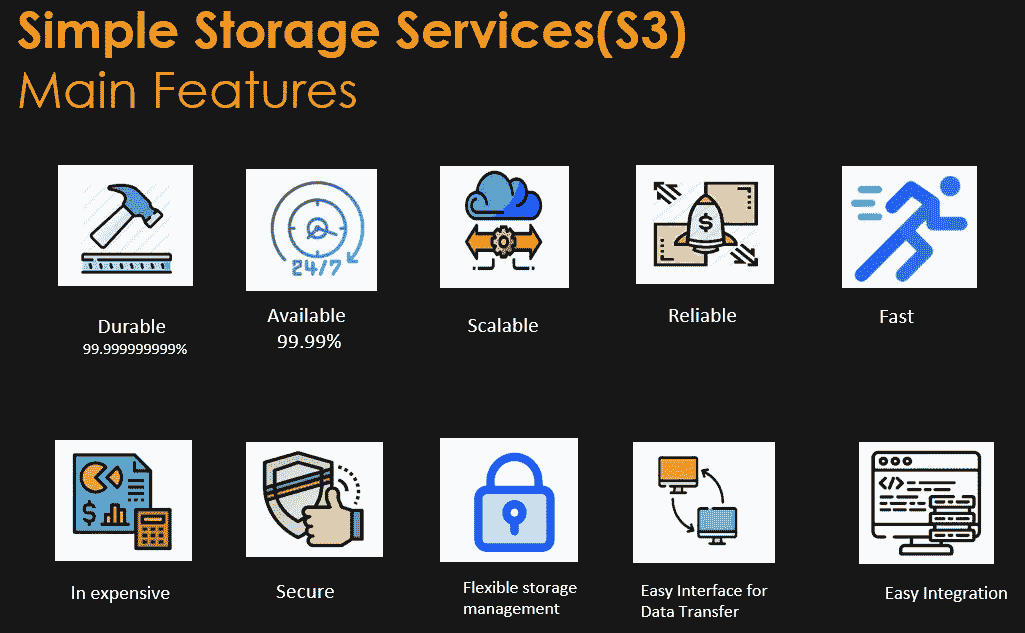 Simple Storage Services(S3)
Main Features
24/7
$
Durable
99.999999999%
Available
99.99%
Scalable
Reliable
Fast
$
</>
In expensive
Secure
Flexible storage
management
Easy Interface for
Data Transfer
Easy Integration